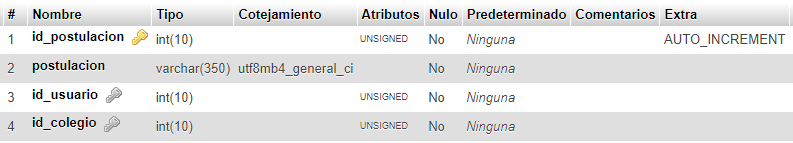 # Nombre Tipo Cotejamiento Atributos Nulo Predeterminado Comentarios Extra
1 id_postulacion int(10) UNSIGNED No Ninguna AUTO_INCREMENT
2 postulacion varchar(350) utf8mb4_general_ci No Ninguna
3 id_usuario int(10) UNSIGNED No Ninguna
4 id_colegio int(10) UNSIGNED No Ninguna